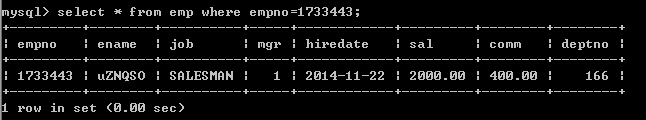 mysql> select * from emp where empno=1733443;
+---------+--------+----------+-----+------------+---------+--------+--------+
| empno   | ename  | job      | mgr | hiredate   | sal     | comm   | deptno |
+---------+--------+----------+-----+------------+---------+--------+--------+
| 1733443 | uZNQSO | SALESMAN |   1 | 2014-11-22 | 2000.00 | 400.00 |    166 |
+---------+--------+----------+-----+------------+---------+--------+--------+
1 row in set (0.00 sec)